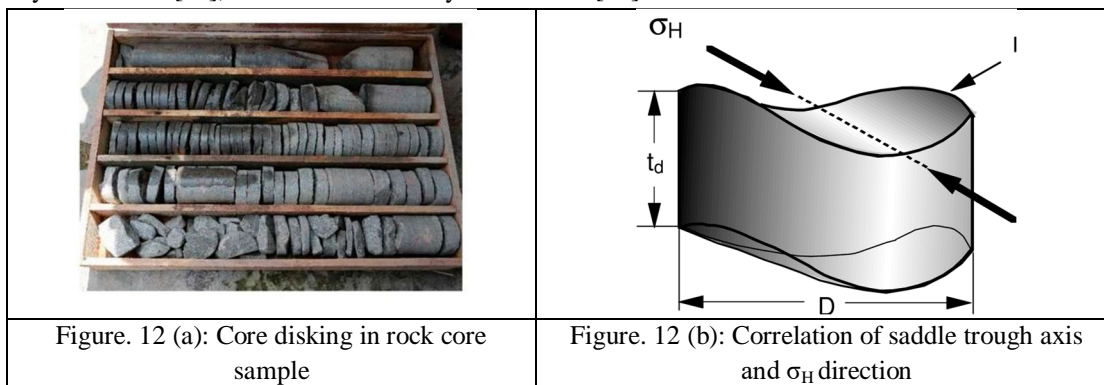 σH
I
td
D
Figure. 12 (a): Core disking in rock core
sample
Figure. 12 (b): Correlation of saddle trough axis
and σH direction